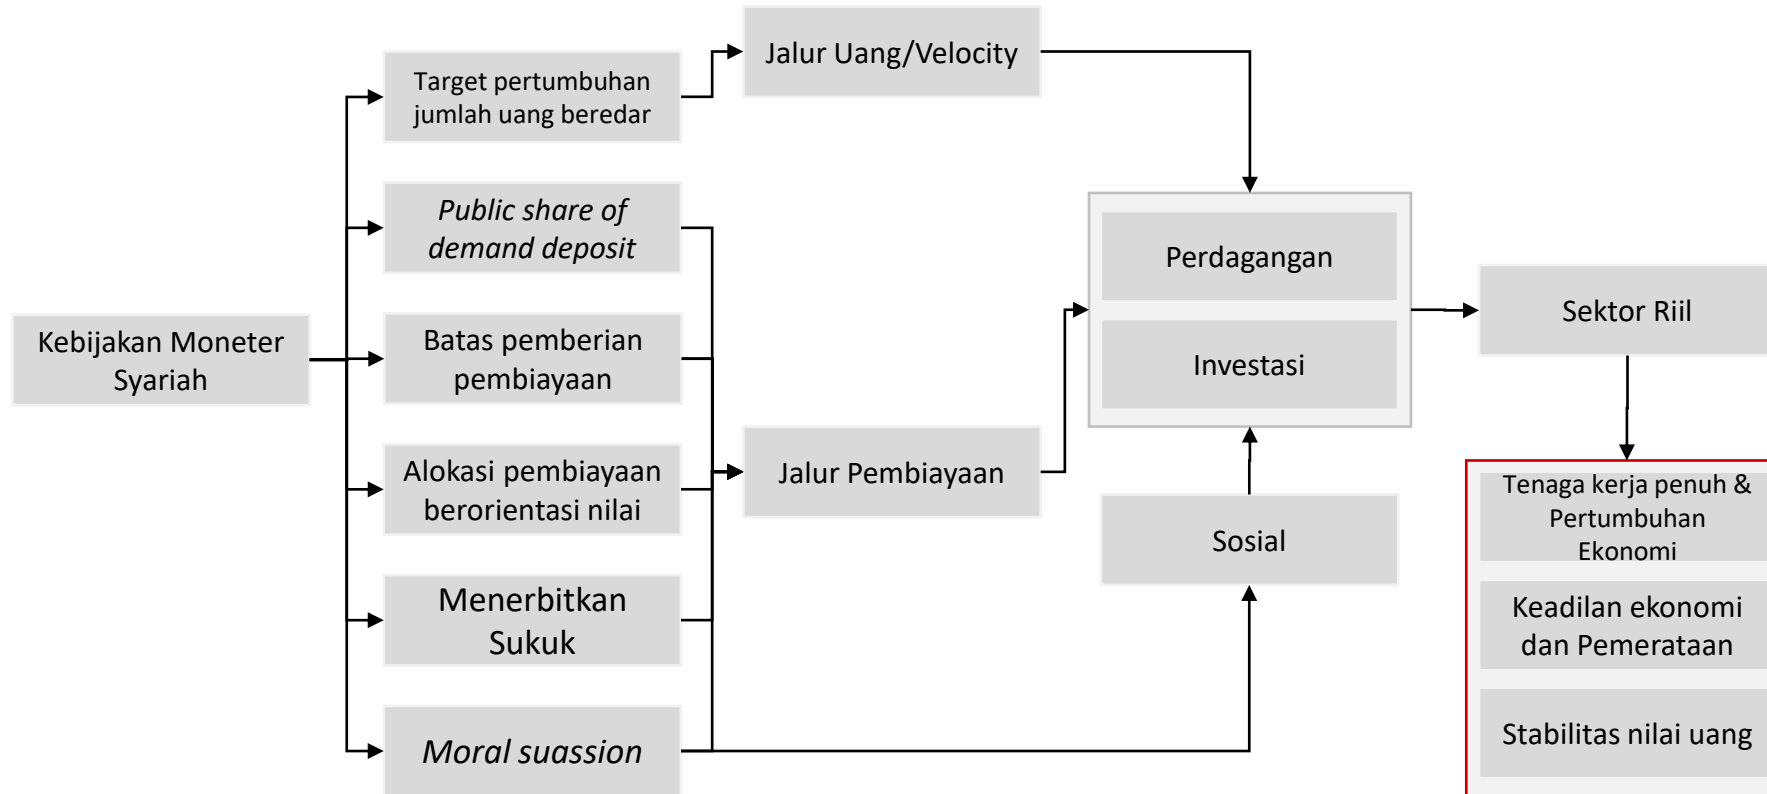 Kebijakan Moneter
Syariah
Target pertumbuhan
jumlah uang beredar
Public share of
demand deposit
Batas pemberian
pembiayaan
Alokasi pembiayaan
berorientasi nilai
Menerbitkan
Sukuk
Moral suassion
Jalur Uang/Velocity
Jalur Pembiayaan
Perdagangan
Investasi
Sosial
Sektor Riil
Tenaga kerja penuh &
Pertumbuhan
Ekonomi
Keadilan ekonomi
dan Pemerataan
Stabilitas nilai uang